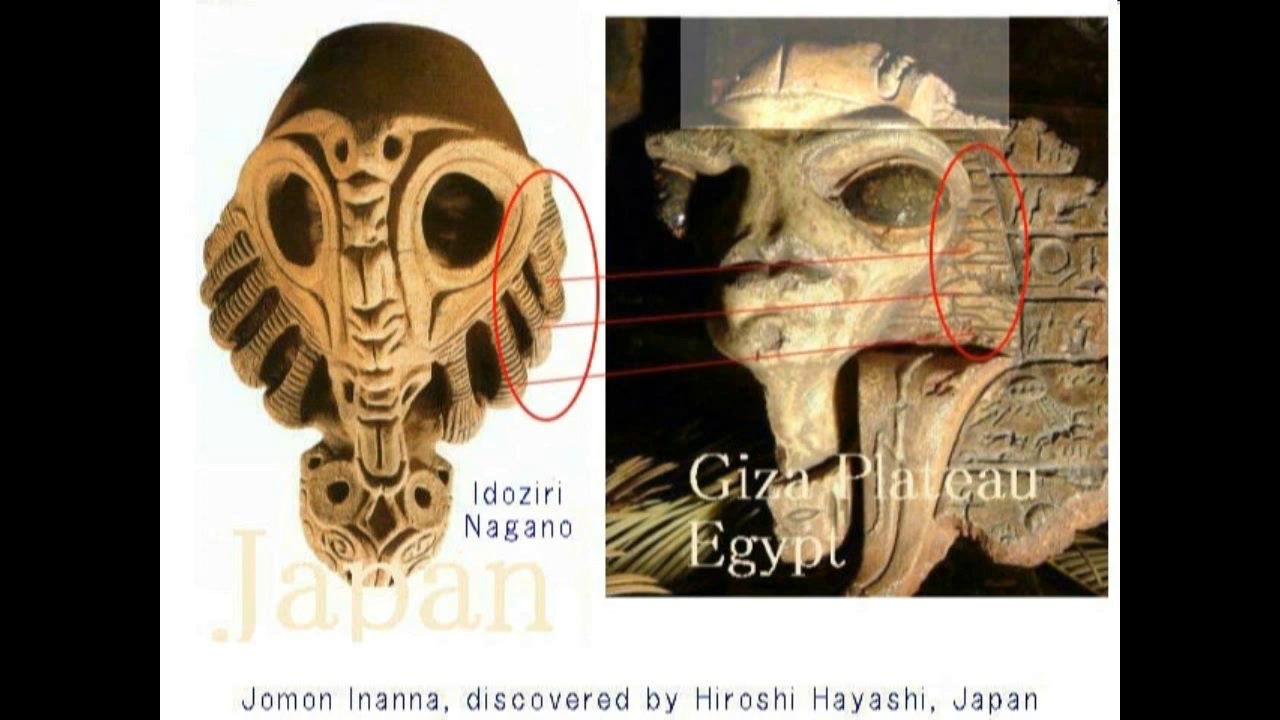 Idoziri
Nagano
Japan
Giza Plateau
Egypt
Jomon Inanna, discovered by Hiroshi Hayashi, Japan